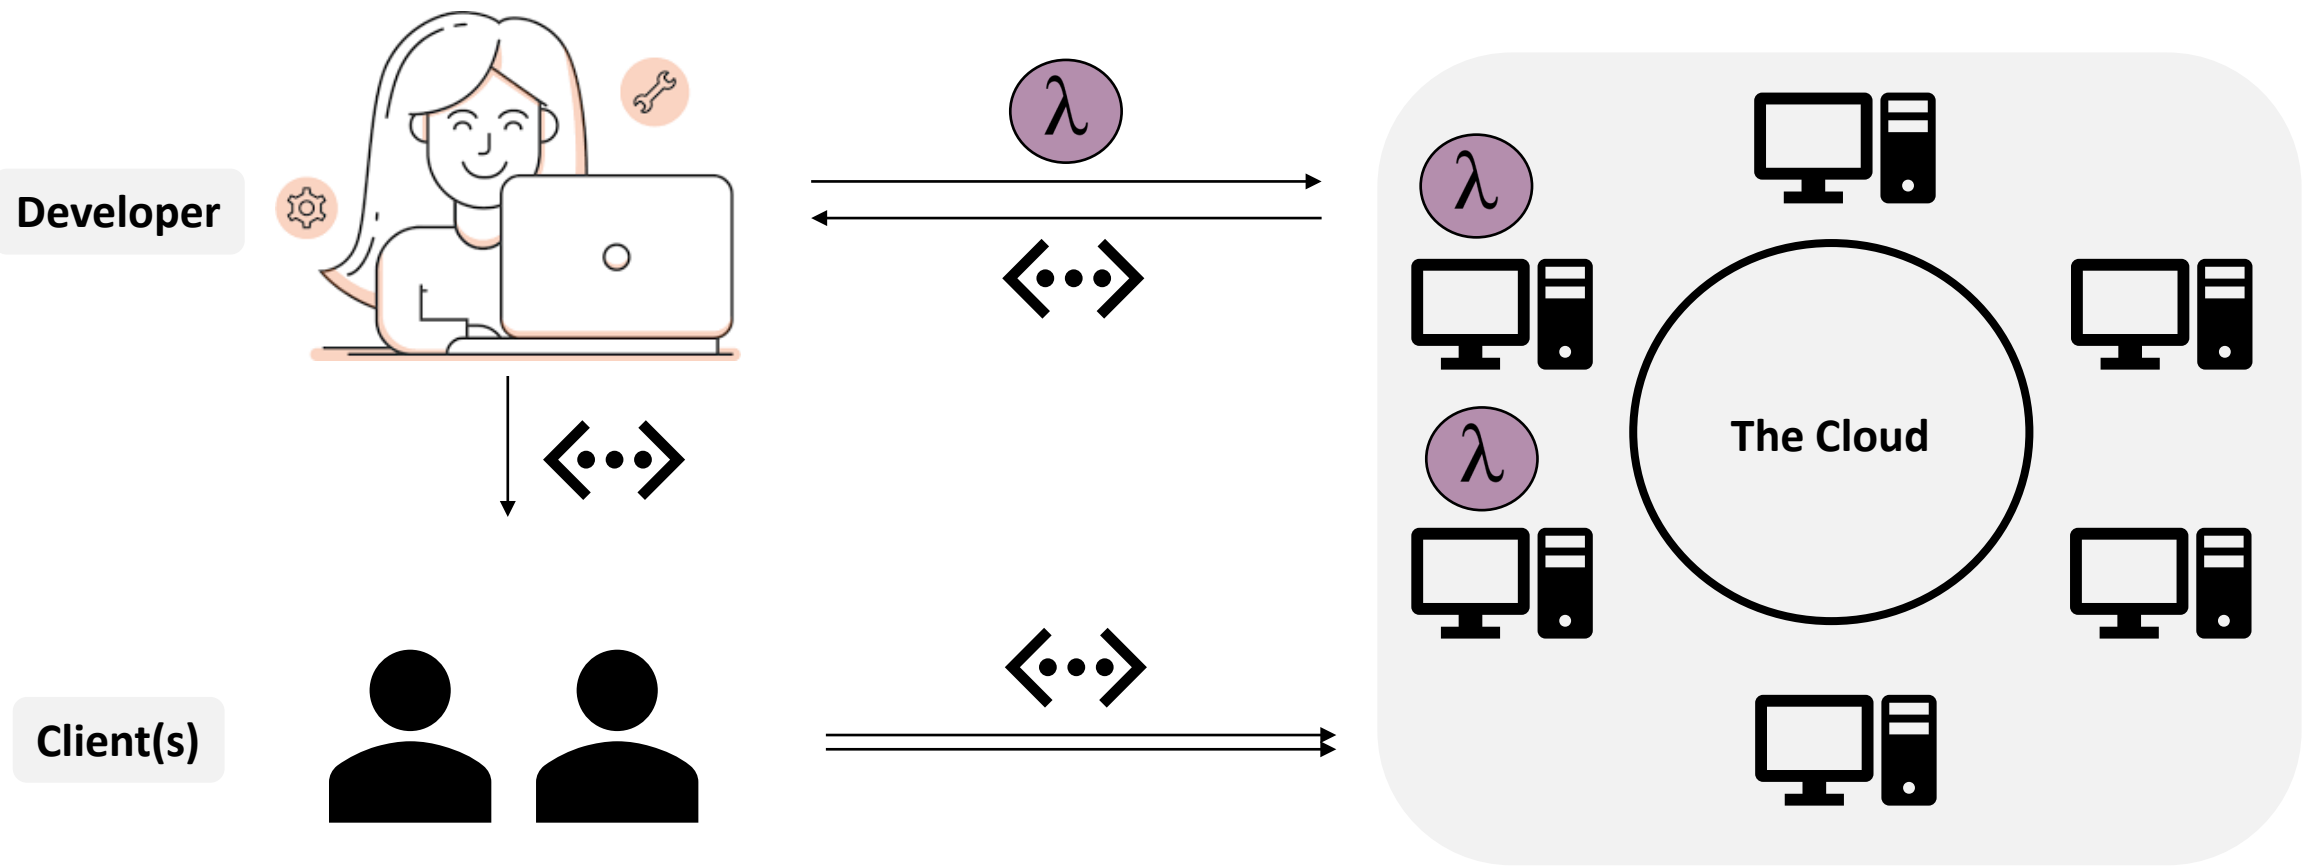 λ
λ
Developer
λ
The Cloud
Client(s)